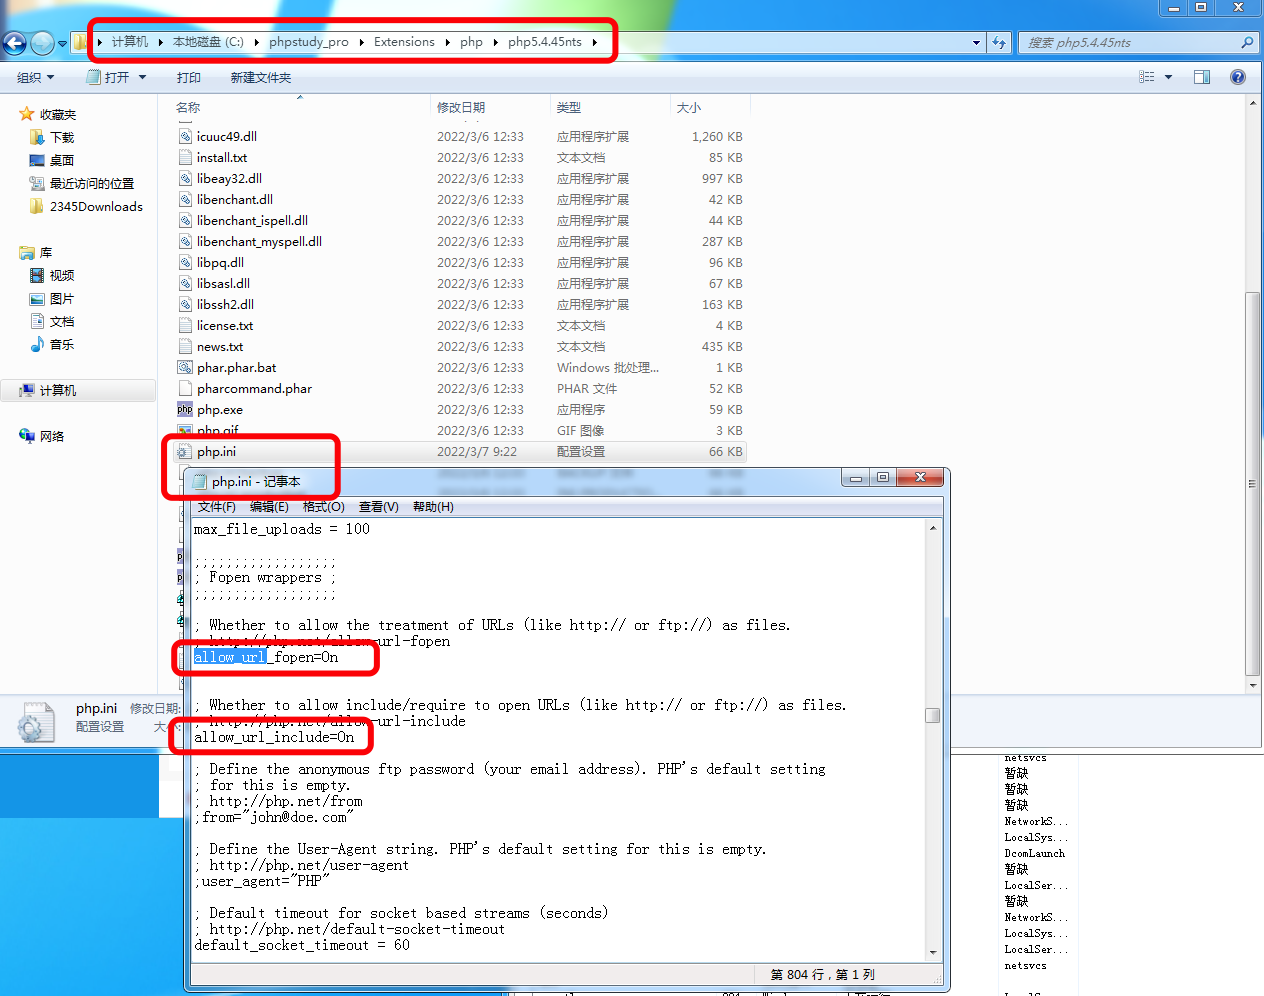 计算机 本地磁盘 (C:) phpstudy_pro Extensions php php5.4.45nts
搜索 php5.4.45nts
组织 打开 打印 新建文件夹
名称 修改日期 类型 大小
收藏夹
下载
桌面
最近访问的位置
2345Downloads
库
视频
图片
文档
音乐
计算机
网络
icuuc49.dll 2022/3/6 12:33 应用程序扩展 1,260 KB
install.txt 2022/3/6 12:33 文本文档 85 KB
libeay32.dll 2022/3/6 12:33 应用程序扩展 997 KB
libenchant.dll 2022/3/6 12:33 应用程序扩展 42 KB
libenchant_ispell.dll 2022/3/6 12:33 应用程序扩展 44 KB
libenchant_myspell.dll 2022/3/6 12:33 应用程序扩展 287 KB
libpq.dll 2022/3/6 12:33 应用程序扩展 96 KB
libsasl.dll 2022/3/6 12:33 应用程序扩展 67 KB
libssh2.dll 2022/3/6 12:33 应用程序扩展 163 KB
license.txt 2022/3/6 12:33 文本文档 4 KB
news.txt 2022/3/6 12:33 文本文档 435 KB
phar.phar.bat 2022/3/6 12:33 Windows 批处理... 1 KB
pharcommand.phar 2022/3/6 12:33 PHAR 文件 52 KB
php.exe 2022/3/6 12:33 应用程序 59 KB
php.gif 2022/3/6 12:33 GIF 图像 3 KB
php.ini 2022/3/7 9:22 配置设置 66 KB
php.ini 修改日期:
配置设置
php.ini - 记事本
文件(F) 编辑(E) 格式(O) 查看(V) 帮助(H)
max_file_uploads = 100
;;;;;;;;;;;;;;;;;;
; Fopen wrappers ;
;;;;;;;;;;;;;;;;;;
; Whether to allow the treatment of URLs (like http:// or ftp://) as files.
; http://php.net/allow-url-fopen
allow_url_fopen=On
; Whether to allow include/require to open URLs (like http:// or ftp://) as files.
; http://php.net/allow-url-include
allow_url_include=On
; Define the anonymous ftp password (your email address). PHP's default setting
; for this is empty.
; http://php.net/from
;from="john@doe.com"
; Define the User-Agent string. PHP's default setting for this is empty.
; http://php.net/user-agent
;user_agent="PHP"
; Default timeout for socket based streams (seconds)
; http://php.net/default-socket-timeout
default_socket_timeout = 60
第 804 行，第 1 列
netsvcs
暂缺
暂缺
暂缺
NetworkS...
LocalSys...
DcomLaunch
暂缺
LocalSer...
暂缺
NetworkS...
LocalSys...
LocalSer...
netsvcs